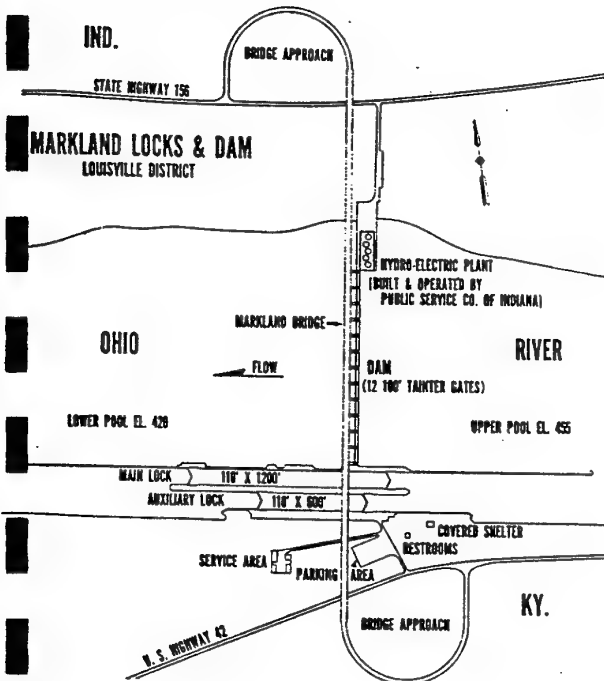 IND.
BRIDGE APPROACH
STATE HIGHWAY 156
MARKLAND LOCKS & DAM
LOUISVILLE DISTRICT
HYDRO-ELECTRIC PLANT
(BUILT & OPERATED BY
PUBLIC SERVICE CO. OF INDIANA)
MARKLAND BRIDGE
OHIO
RIVER
FLOW
DAM
(12 100' TAINTER GATES)
LOWER POOL EL. 420
UPPER POOL EL. 455
MAIN LOCK
110' X 1200'
AUXILIARY LOCK
110' X 600'
COVERED SHELTER
RESTROOMS
SERVICE AREA
PARKING AREA
KY.
BRIDGE APPROACH
U. S. HIGHWAY 42